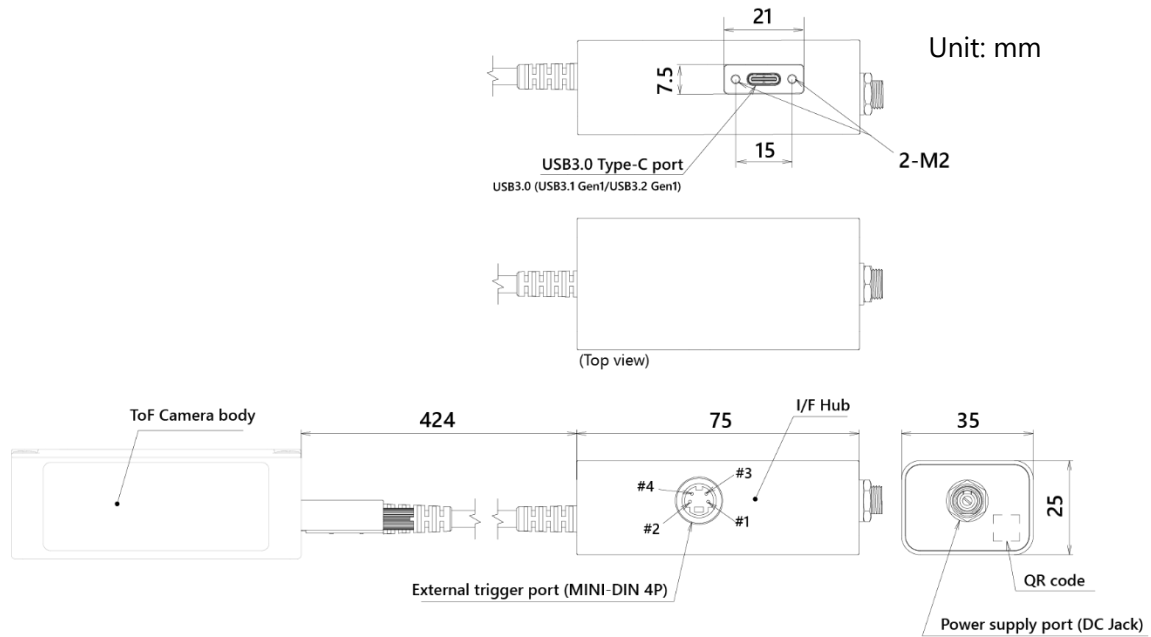 21
Unit: mm
7.5
15
2-M2
USB3.0 Type-C port
USB3.0 (USB3.1 Gen1/USB3.2 Gen1)
(Top view)
ToF Camera body
424
75
I/F Hub
35
#3
#4
#2
#1
25
External trigger port (MINI-DIN 4P)
QR code
Power supply port (DC Jack)